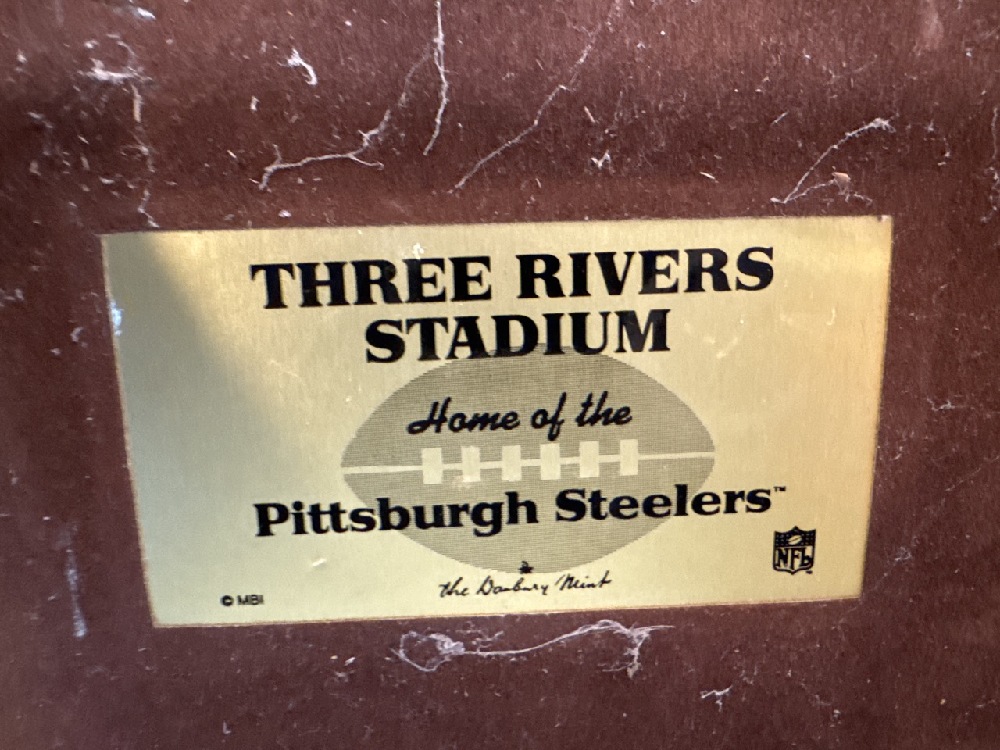 THREE RIVERS
STADIUM
Home of the
Pittsburgh Steelers™
NFL
the Danbury Mint
© MBI